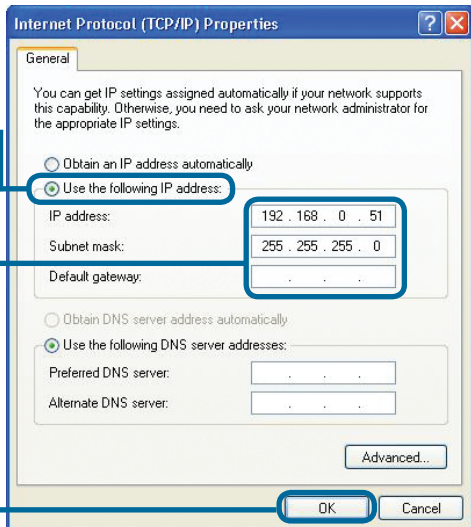 Internet Protocol (TCP/IP) Properties
General
You can get IP settings assigned automatically if your network supports
this capability. Otherwise, you need to ask your network administrator for
the appropriate IP settings.
Obtain an IP address automatically
Use the following IP address:
IP address: 192 . 168 . 0 . 51
Subnet mask: 255 . 255 . 255 . 0
Default gateway: . . .
Obtain DNS server address automatically
Use the following DNS server addresses:
Preferred DNS server: . . .
Alternate DNS server: . . .
Advanced...
OK Cancel